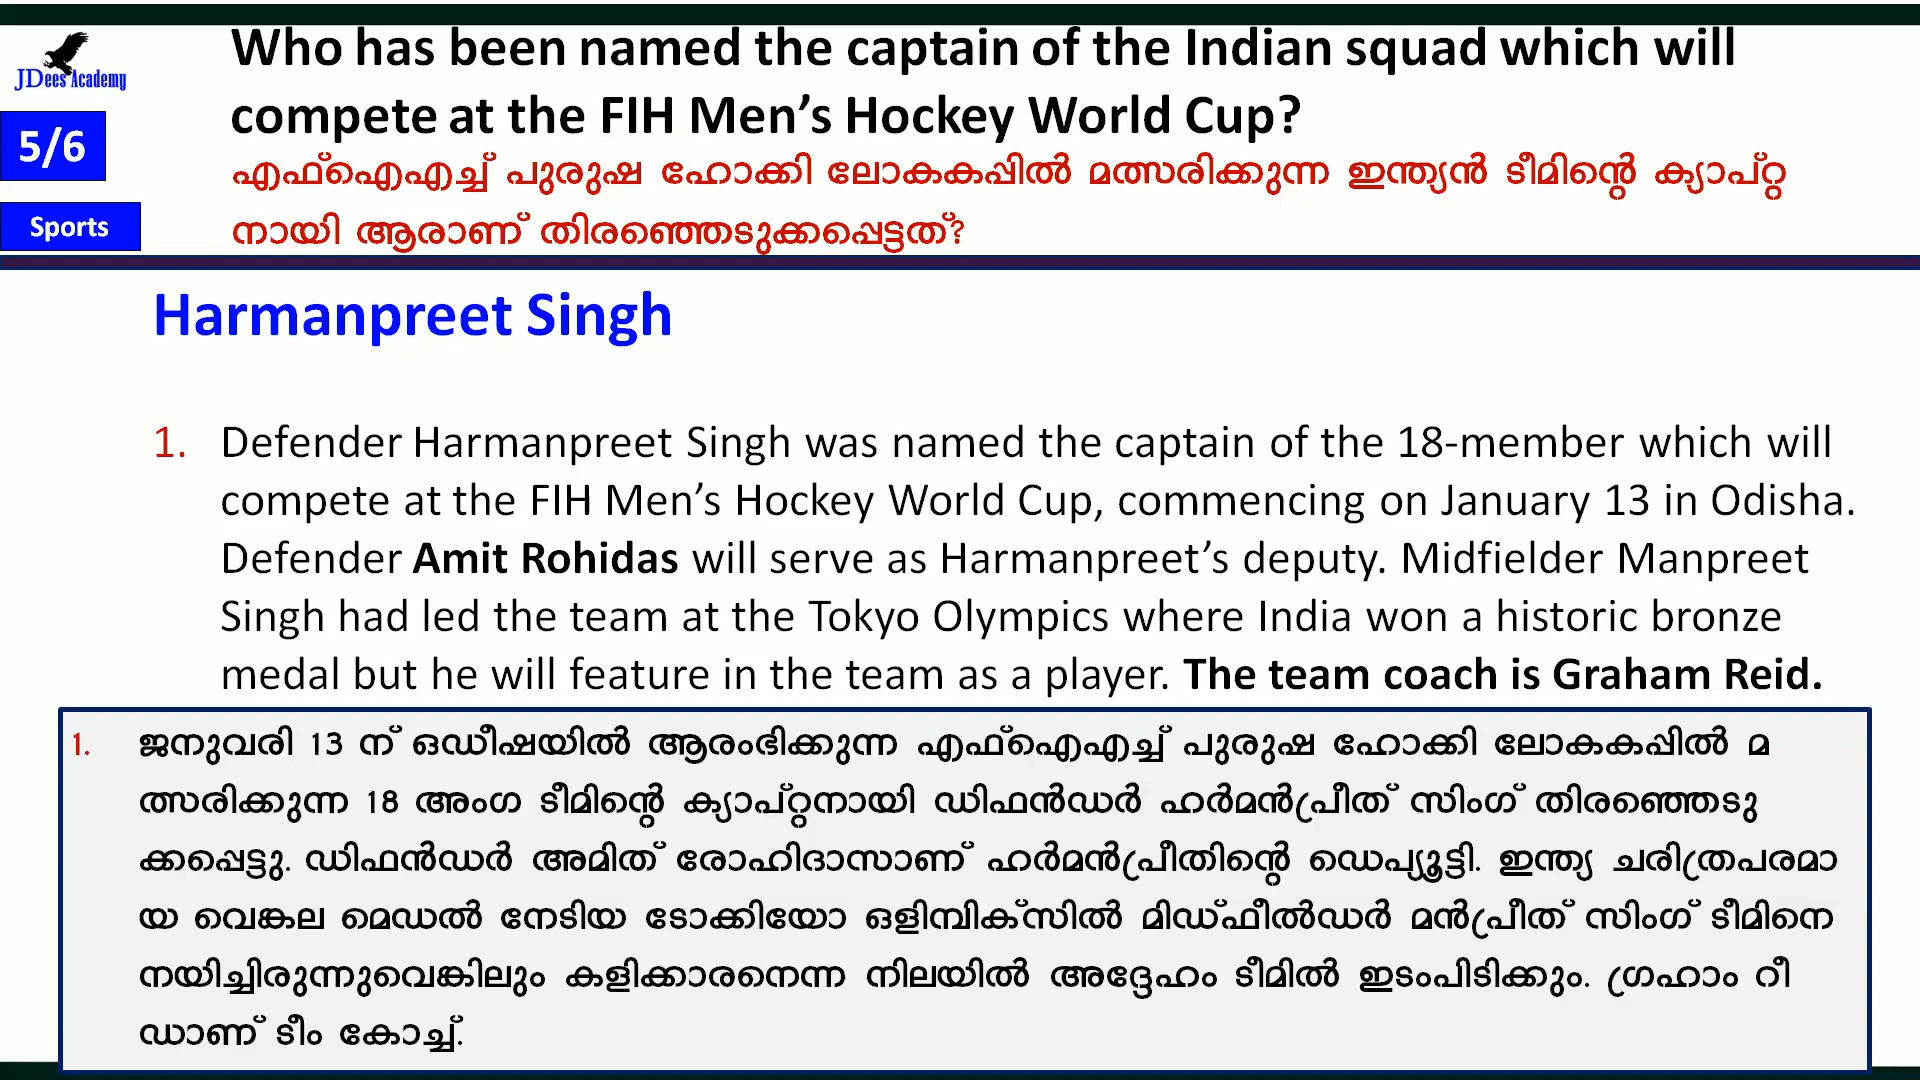 Who has been named the captain of the Indian squad which will
compete at the FIH Men’s Hockey World Cup?
JDees Academy
5/6
Sports
എഫ്ഐഎച്ച് പുരുഷ ഹോക്കി ലോകകപ്പിൽ മത്സരിക്കുന്ന ഇന്ത്യൻ ടീമിന്റെ ക്യാപ്റ്റ
നായി ആരാണ് തിരഞ്ഞെടുക്കപ്പെട്ടത്?
Harmanpreet Singh
1. Defender Harmanpreet Singh was named the captain of the 18-member which will
compete at the FIH Men’s Hockey World Cup, commencing on January 13 in Odisha.
Defender Amit Rohidas will serve as Harmanpreet’s deputy. Midfielder Manpreet
Singh had led the team at the Tokyo Olympics where India won a historic bronze
medal but he will feature in the team as a player. The team coach is Graham Reid.
1. ജനുവരി 13 ന് ഒഡീഷയിൽ ആരംഭിക്കുന്ന എഫ്ഐഎച്ച് പുരുഷ ഹോക്കി ലോകകപ്പിൽ മ
ത്സരിക്കുന്ന 18 അംഗ ടീമിന്റെ ക്യാപ്റ്റനായി ഡിഫൻഡർ ഹർമൻപ്രീത് സിംഗ് തിരഞ്ഞെടു
ക്കപ്പെട്ടു. ഡിഫൻഡർ അമിത് രോഹിദാസാണ് ഹർമൻപ്രീതിന്റെ ഡെപ്യൂട്ടി. ഇന്ത്യ ചരിത്രപരമാ
യ വെങ്കല മെഡൽ നേടിയ ടോക്കിയോ ഒളിമ്പിക്സിൽ മിഡ്ഫീൽഡർ മൻപ്രീത് സിംഗ് ടീമിനെ
നയിച്ചിരുന്നുവെങ്കിലും കളിക്കാരനെന്ന നിലയിൽ അദ്ദേഹം ടീമിൽ ഇടംപിടിക്കും. ഗ്രഹാം റീ
ഡാണ് ടീം കോച്ച്.